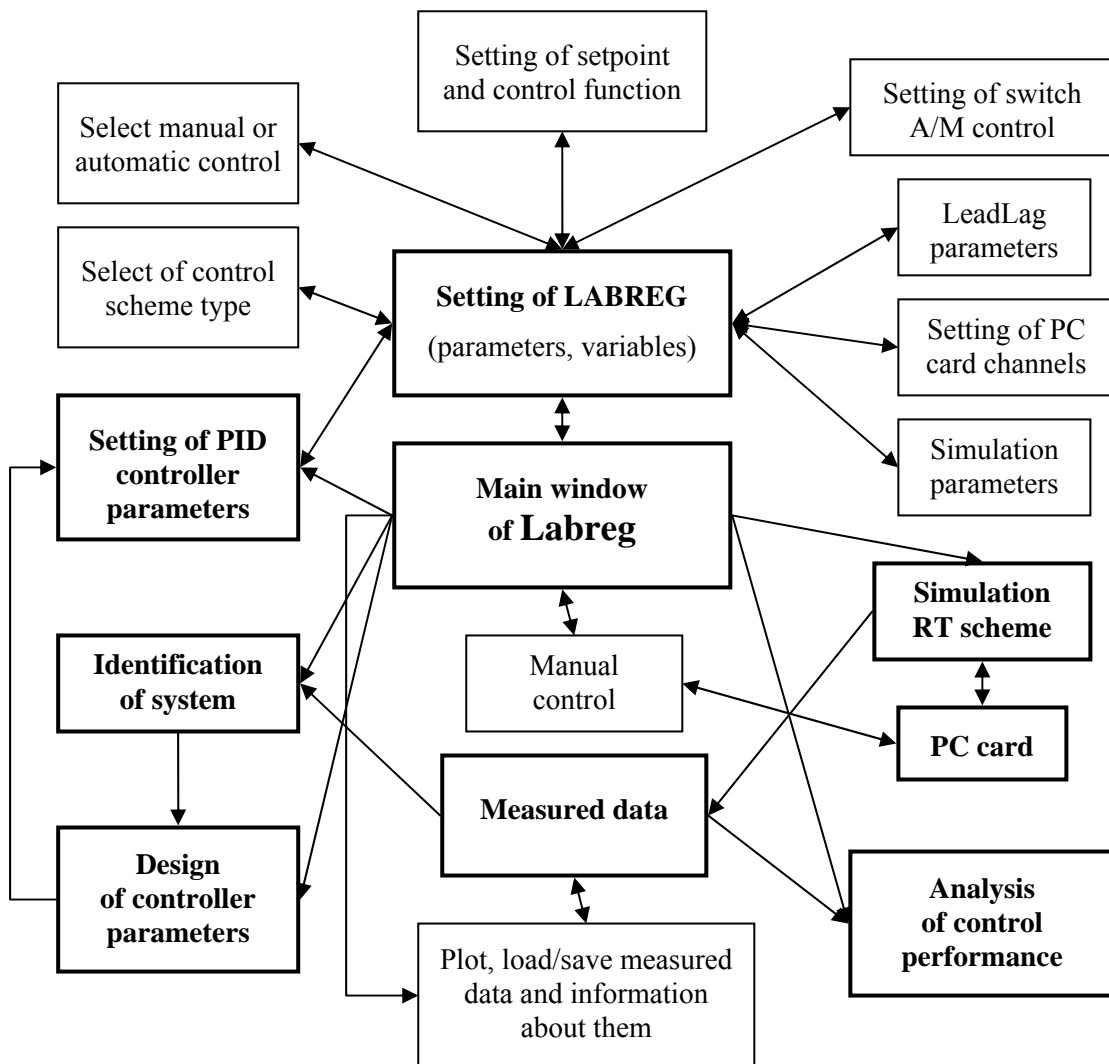 Setting of setpoint
and control function
Select manual or
automatic control
Setting of switch
A/M control
LeadLag
parameters
Select of control
scheme type
Setting of LABREG
(parameters, variables)
Setting of PC
card channels
Setting of PID
controller
parameters
Main window
of Labreg
Simulation
parameters
Simulation
RT scheme
Identification
of system
Manual
control
PC card
Measured data
Design
of controller
parameters
Analysis
of control
performance
Plot, load/save measured
data and information
about them